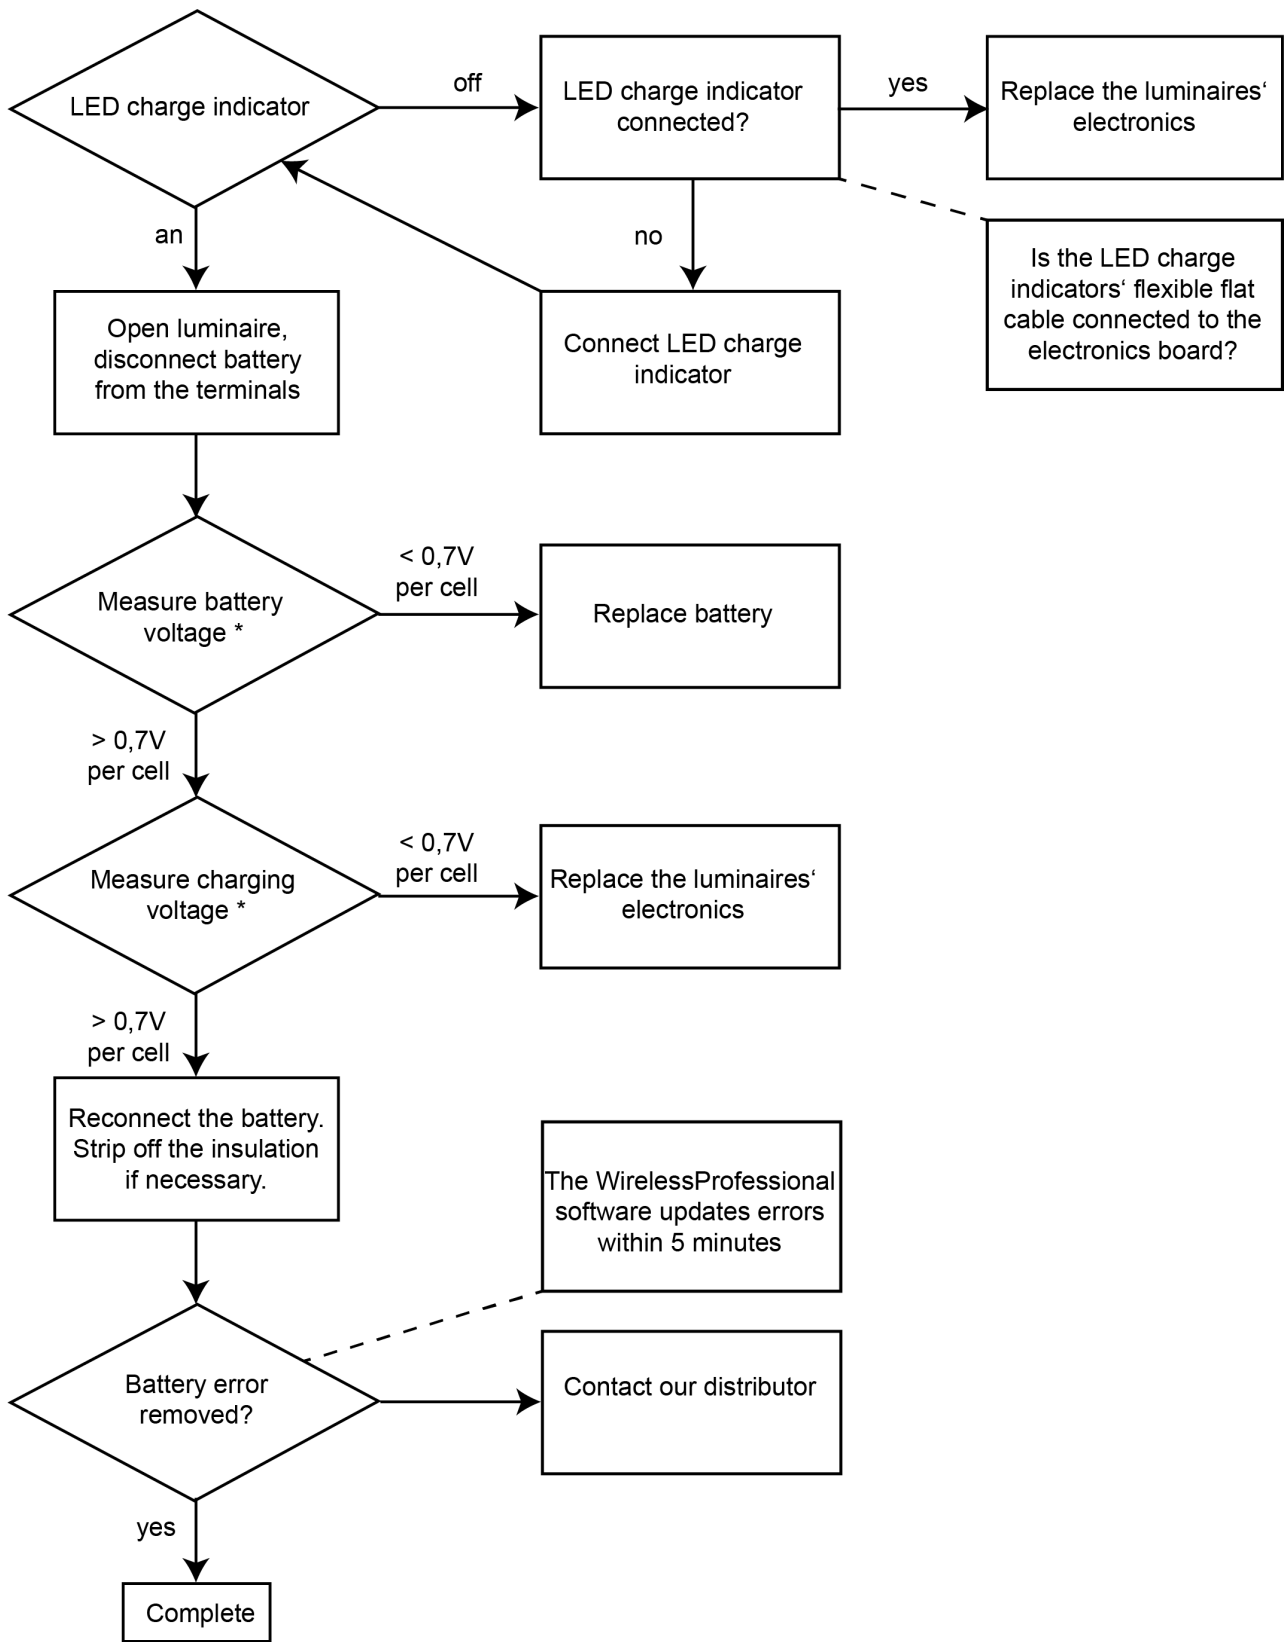 LED charge indicator
off
LED charge indicator
connected?
yes
Replace the luminaires‘
electronics
an
no
Is the LED charge
indicators‘ flexible flat
cable connected to the
electronics board?
Open luminaire,
disconnect battery
from the terminals
Connect LED charge
indicator
Measure battery
voltage *
< 0,7V
per cell
Replace battery
> 0,7V
per cell
Measure charging
voltage *
< 0,7V
per cell
Replace the luminaires‘
electronics
> 0,7V
per cell
Reconnect the battery.
Strip off the insulation
if necessary.
The WirelessProfessional
software updates errors
within 5 minutes
Battery error
removed?
Contact our distributor
yes
Complete